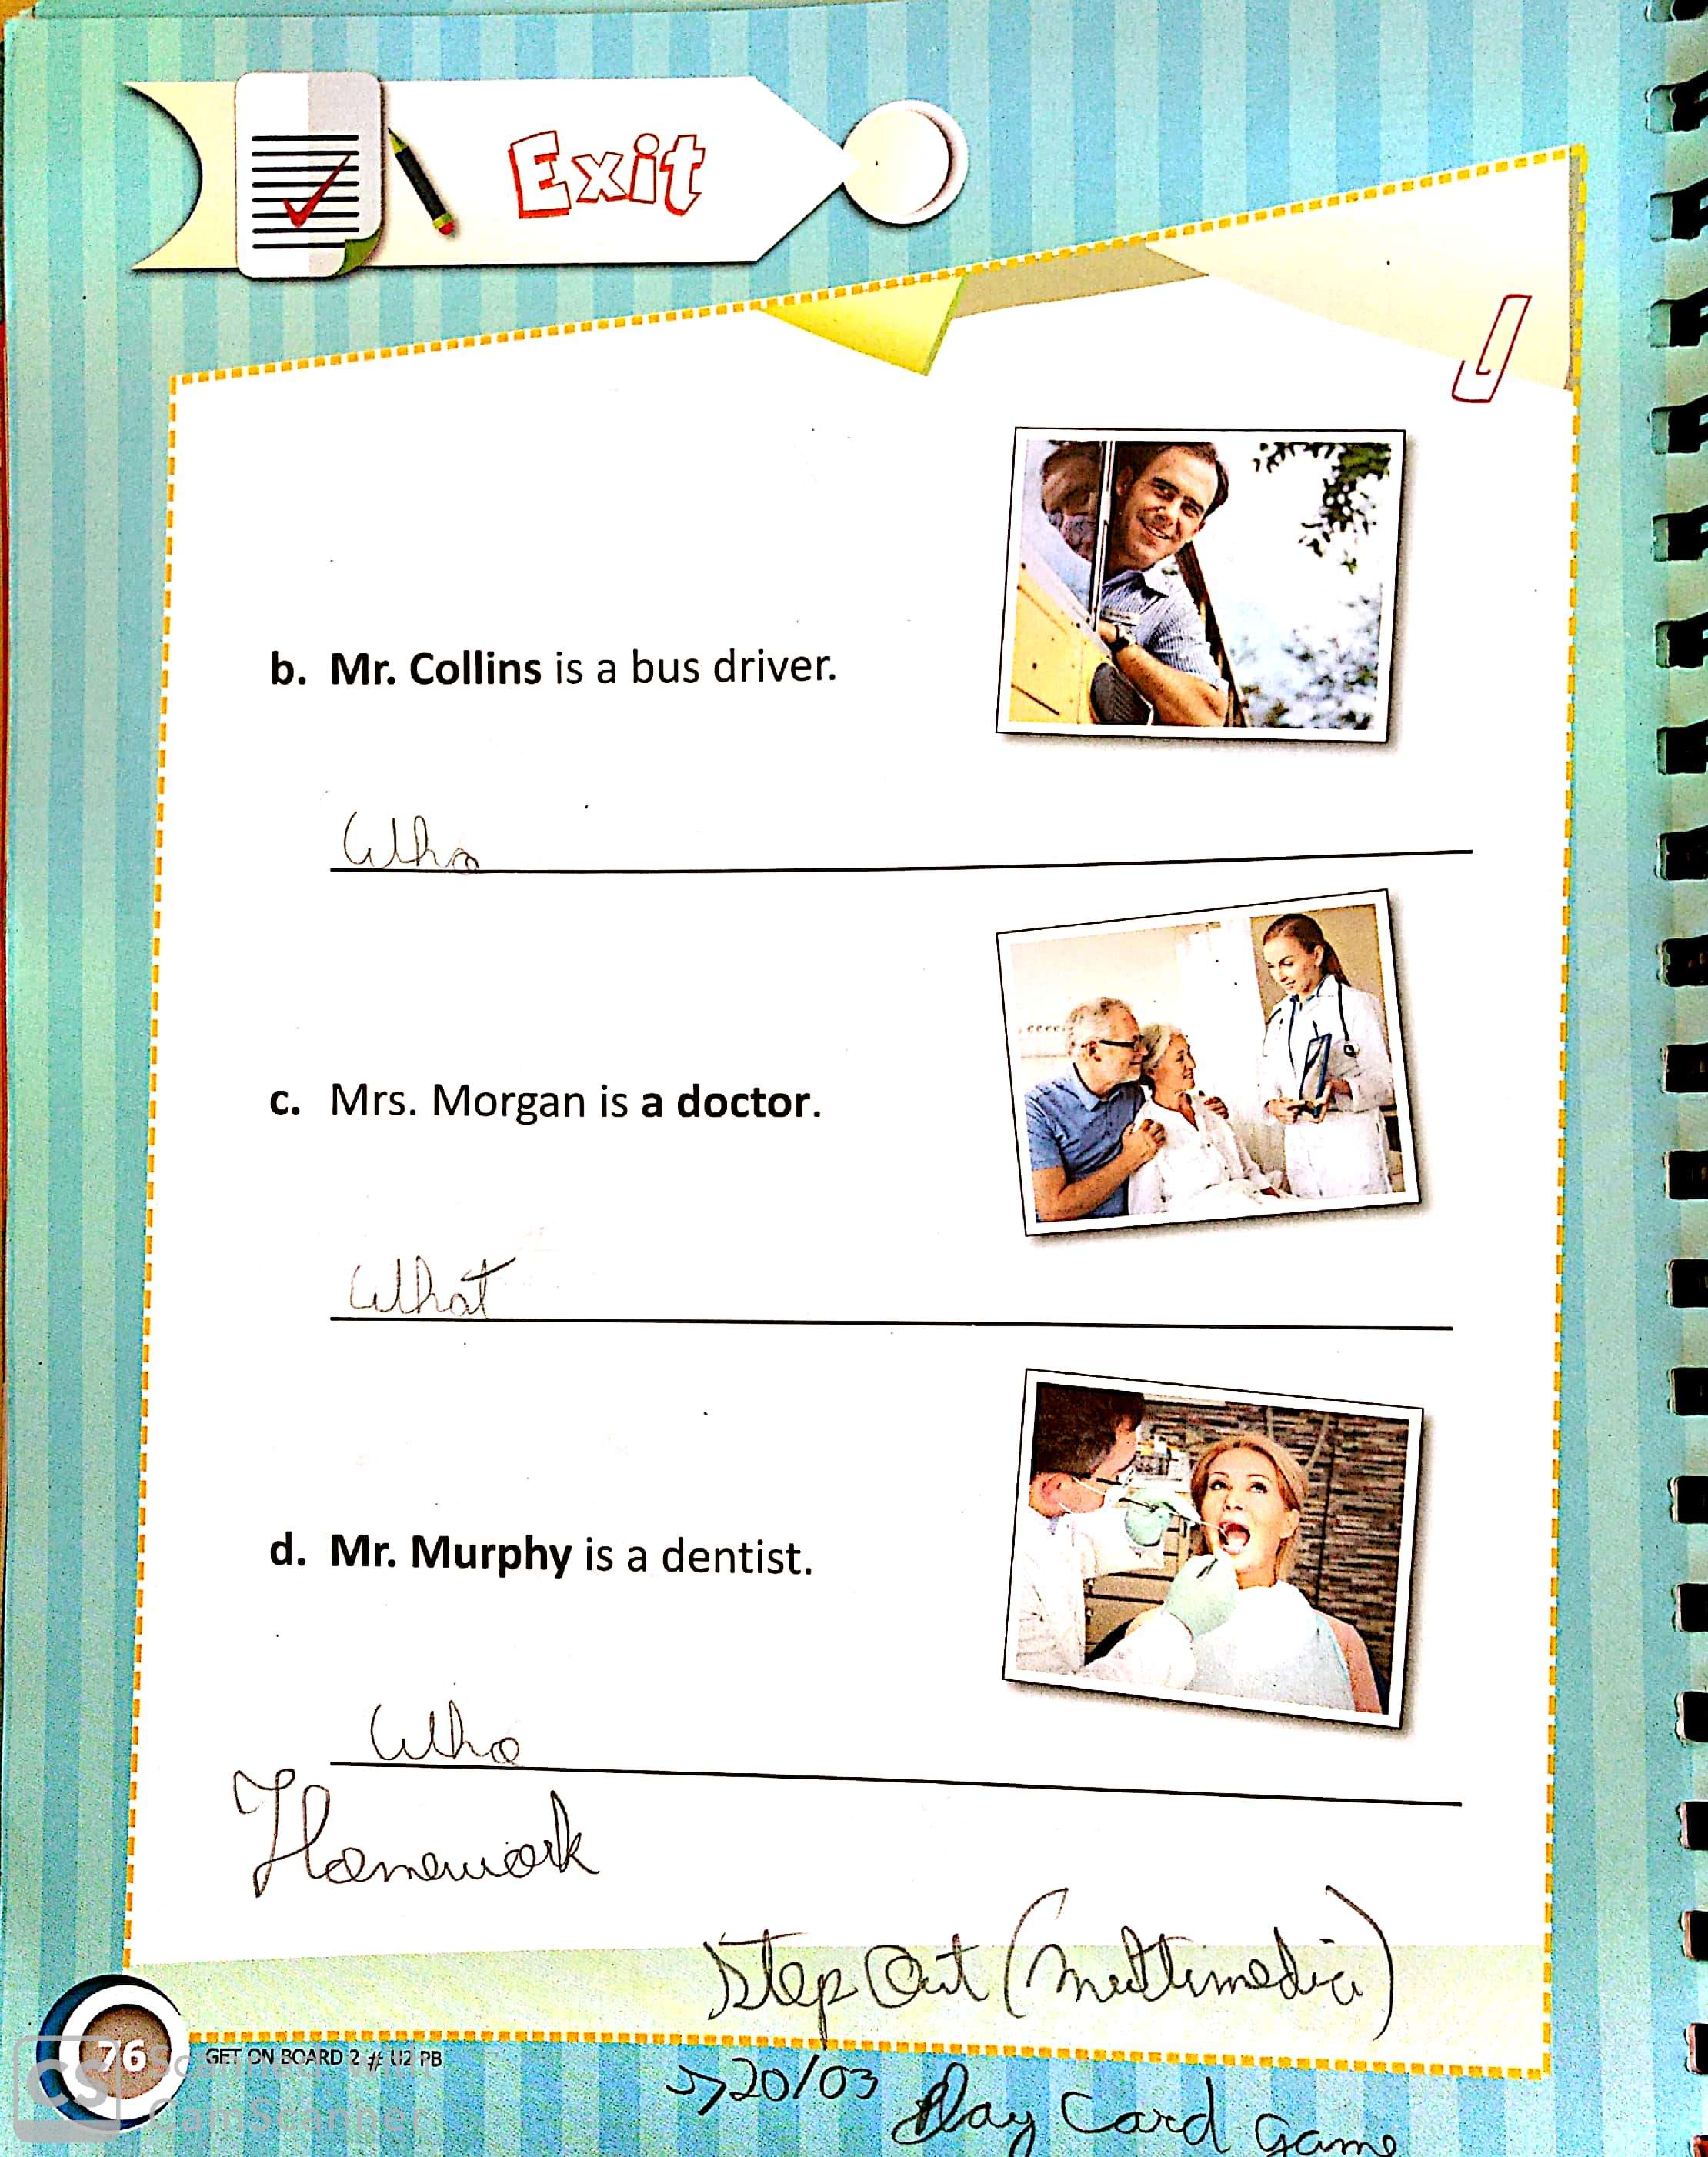 Exit
b. Mr. Collins is a bus driver.
Who
c. Mrs. Morgan is a doctor.
What
d. Mr. Murphy is a dentist.
Who
Homework
Step Out (multimedia)
76
GET ON BOARD 2 # U2 PB
CS Scanned with
CamScanner
→ 20/03 Play Card Game